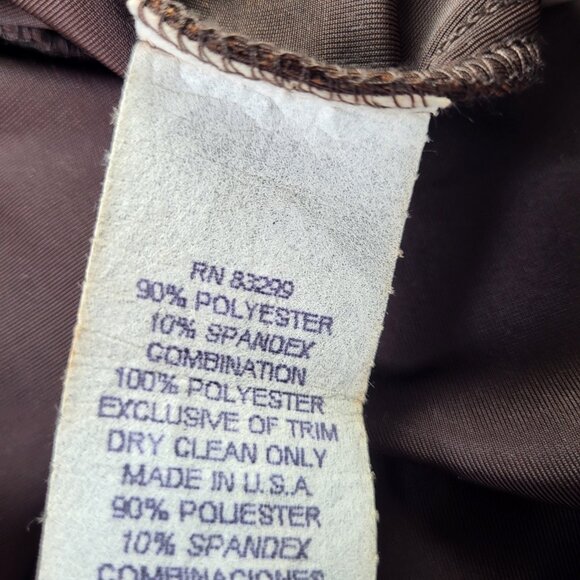 RN 83299
90% POLYESTER
10% SPANDEX
COMBINATION
100% POLYESTER
EXCLUSIVE OF TRIM
DRY CLEAN ONLY
MADE IN U.S.A
90% POLIESTER
10% SPANDEX
COMBINACIONES